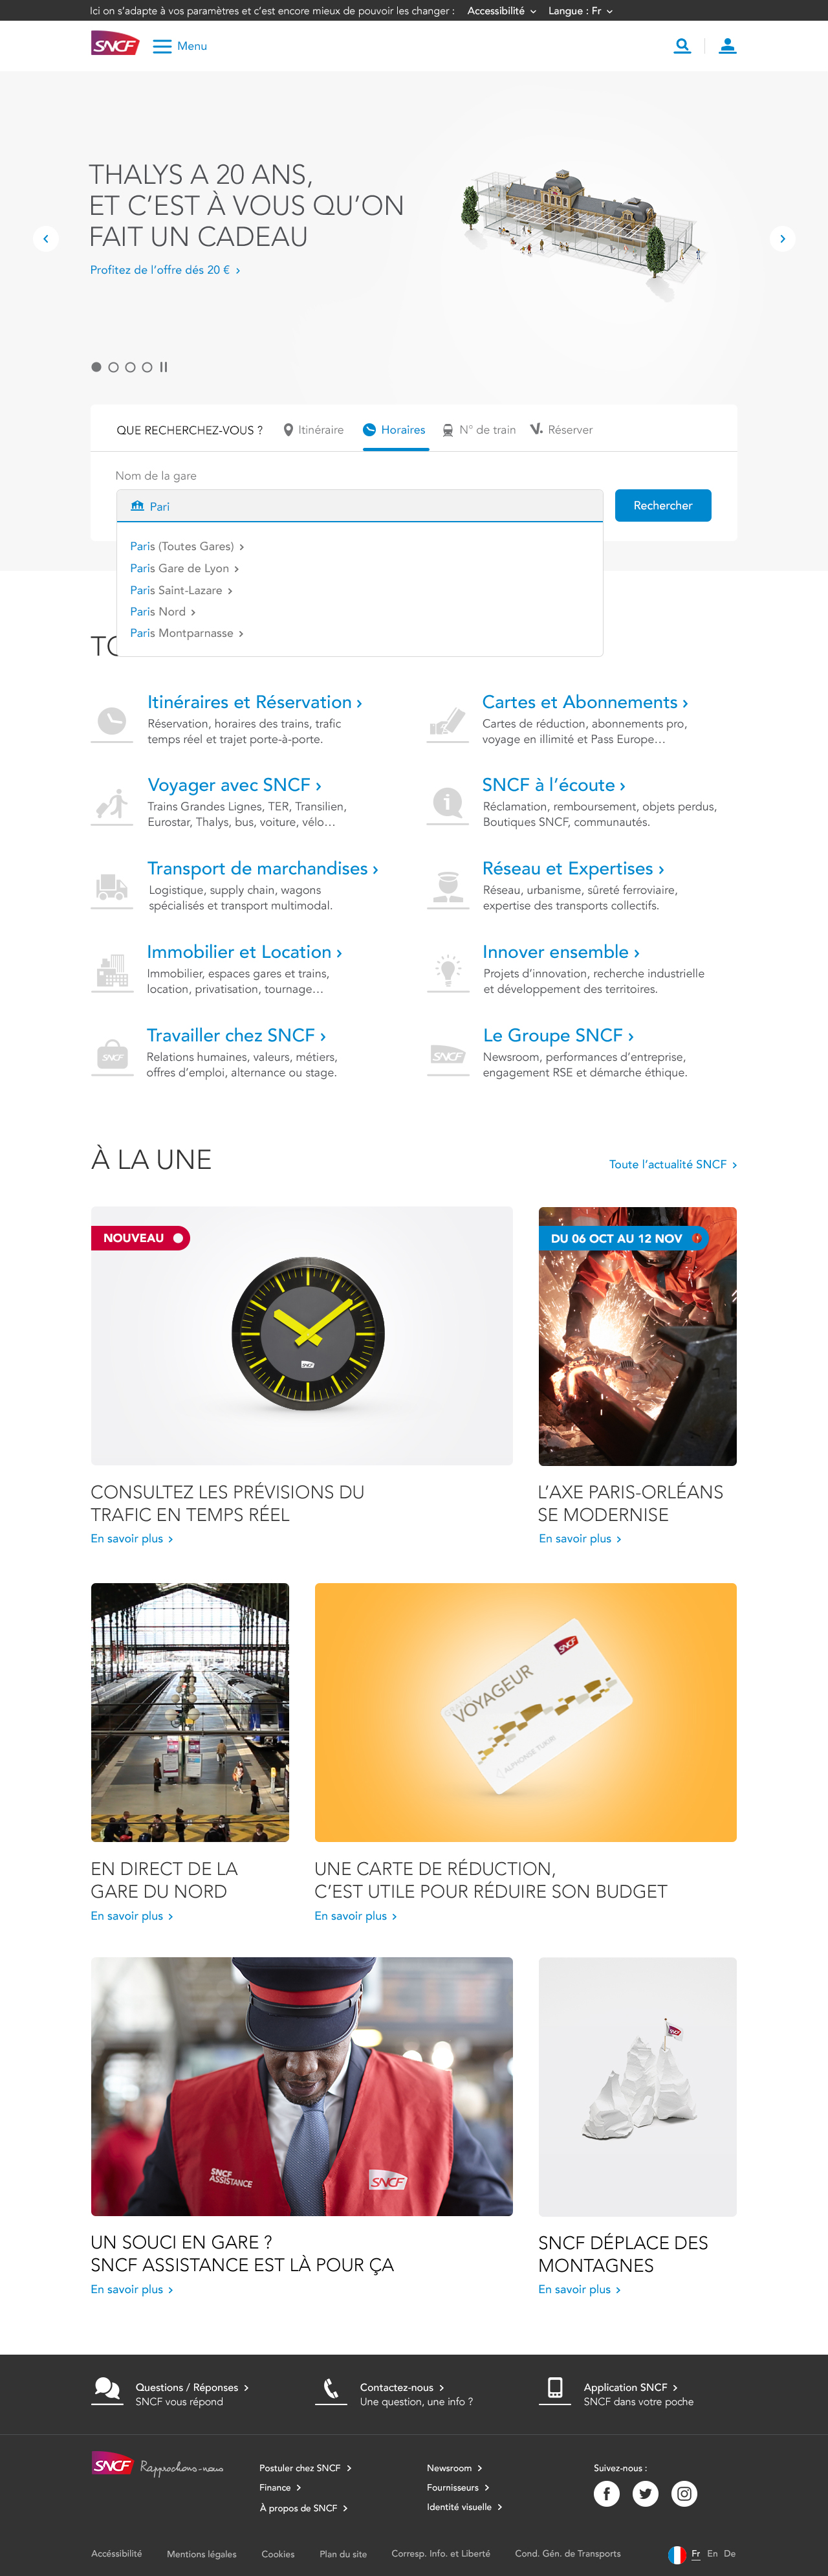 Ici on s’adapte à vos paramètres et c’est encore mieux de pouvoir les changer : Accessibilité Langue : Fr
SNCF Menu
THALYS A 20 ANS,
ET C’EST À VOUS QU’ON
FAIT UN CADEAU
Profitez de l’offre dés 20 €
QUE RECHERCHEZ-VOUS ? Itinéraire Horaires N° de train Réserver
Nom de la gare
Pari Rechercher
Paris (Toutes Gares)
Paris Gare de Lyon
Paris Saint-Lazare
Paris Nord
Paris Montparnasse
Itinéraires et Réservation
Réservation, horaires des trains, trafic
temps réel et trajet porte-à-porte.
Cartes et Abonnements
Cartes de réduction, abonnements pro,
voyage en illimité et Pass Europe…
Voyager avec SNCF
Trains Grandes Lignes, TER, Transilien,
Eurostar, Thalys, bus, voiture, vélo…
SNCF à l’écoute
Réclamation, remboursement, objets perdus,
Boutiques SNCF, communautés.
Transport de marchandises
Logistique, supply chain, wagons
spécialisés et transport multimodal.
Réseau et Expertises
Réseau, urbanisme, sûreté ferroviaire,
expertise des transports collectifs.
Immobilier et Location
Immobilier, espaces gares et trains,
location, privatisation, tournage…
Innover ensemble
Projets d’innovation, recherche industrielle
et développement des territoires.
SNCF
Travailler chez SNCF
Relations humaines, valeurs, métiers,
offres d’emploi, alternance ou stage.
SNCF
Le Groupe SNCF
Newsroom, performances d’entreprise,
engagement RSE et démarche éthique.
À LA UNE
Toute l’actualité SNCF
NOUVEAU
SNCF
DU 06 OCT AU 12 NOV
CONSULTEZ LES PRÉVISIONS DU
TRAFIC EN TEMPS RÉEL
En savoir plus
L’AXE PARIS-ORLÉANS
SE MODERNISE
En savoir plus
SNCF
VOYAGEUR
ALPHONSE TUEUR
EN DIRECT DE LA
GARE DU NORD
En savoir plus
UNE CARTE DE RÉDUCTION,
C’EST UTILE POUR RÉDUIRE SON BUDGET
En savoir plus
SNCF
ASSISTANCE
SNCF
SNCF
UN SOUCI EN GARE ?
SNCF ASSISTANCE EST LÀ POUR ÇA
En savoir plus
SNCF DÉPLACE DES
MONTAGNES
En savoir plus
Questions / Réponses
SNCF vous répond
Contactez-nous
Une question, une info ?
Application SNCF
SNCF dans votre poche
SNCF Rapprochons-nous
Postuler chez SNCF
Finance
À propos de SNCF
Newsroom
Fournisseurs
Identité visuelle
Suivez-nous :
Accéssibilité Mentions légales Cookies Plan du site Corresp. Info. et Liberté Cond. Gén. de Transports Fr En De